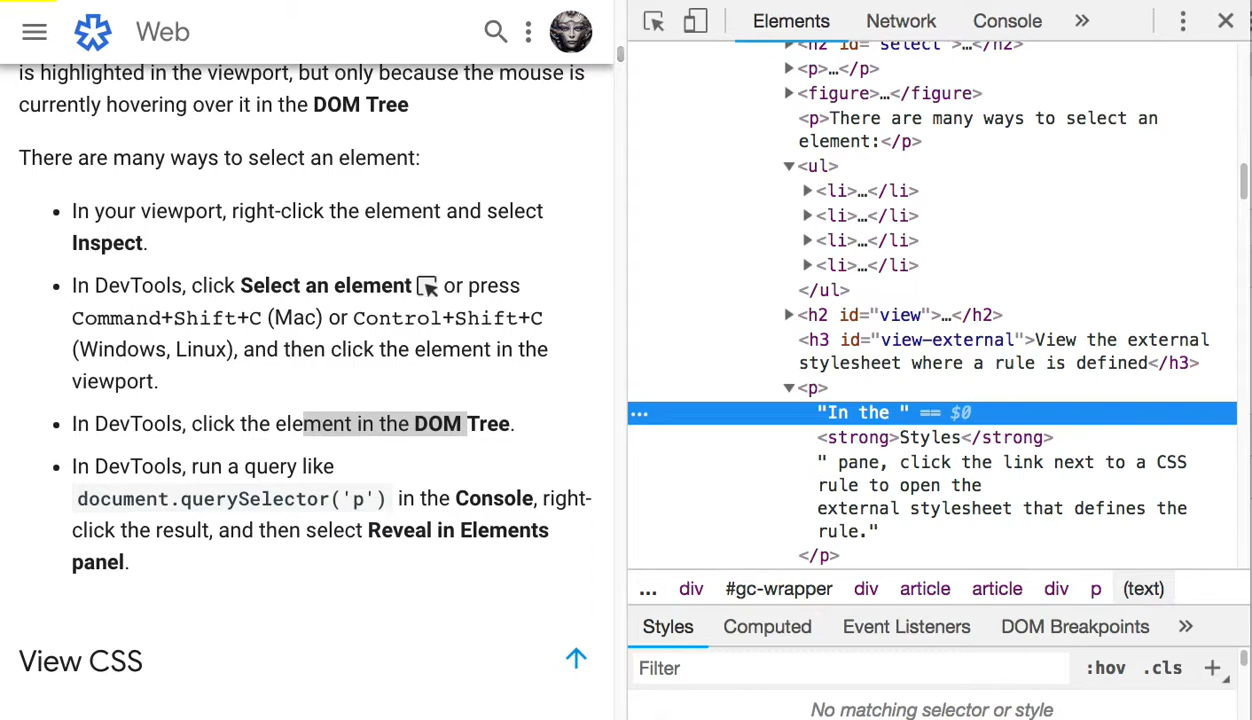 Web
is highlighted in the viewport, but only because the mouse is
currently hovering over it in the DOM Tree
There are many ways to select an element:
• In your viewport, right-click the element and select
Inspect.
• In DevTools, click Select an element or press
Command+Shift+C (Mac) or Control+Shift+C
(Windows, Linux), and then click the element in the
viewport.
• In DevTools, click the element in the DOM Tree.
• In DevTools, run a query like
document.querySelector('p') in the Console, right-
click the result, and then select Reveal in Elements
panel.
View CSS
Elements Network Console »
<h2 id="select">…</h2>
<p>…</p>
<figure>…</figure>
<p>There are many ways to select an
element:</p>
<ul>
<li>…</li>
<li>…</li>
<li>…</li>
<li>…</li>
</ul>
<h2 id="view">…</h2>
<h3 id="view-external">View the external
stylesheet where a rule is defined</h3>
<p>
… "In the " == $0
<strong>Styles</strong>
" pane, click the link next to a CSS
rule to open the
external stylesheet that defines the
rule."
</p>
… div #gc-wrapper div article article div p (text)
Styles Computed Event Listeners DOM Breakpoints »
Filter :hov .cls +
No matching selector or style